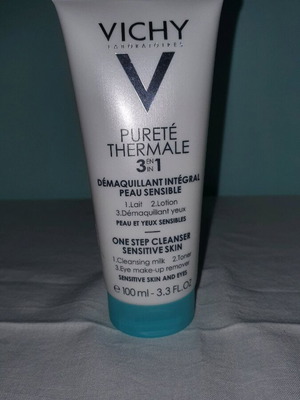 VICHY
LABORATOIRES
V
PURETÉ
THERMALE
3 EN IN 1
DÉMAQUILLANT INTÉGRAL
PEAU SENSIBLE
1.Lait 2.Lotion
3.Démaquillant yeux
PEAU ET YEUX SENSIBLES
ONE STEP CLEANSER
SENSITIVE SKIN
1.Cleansing milk 2.Toner
3.Eye make-up remover
SENSITIVE SKIN AND EYES
e 100 ml - 3.3 FL.OZ